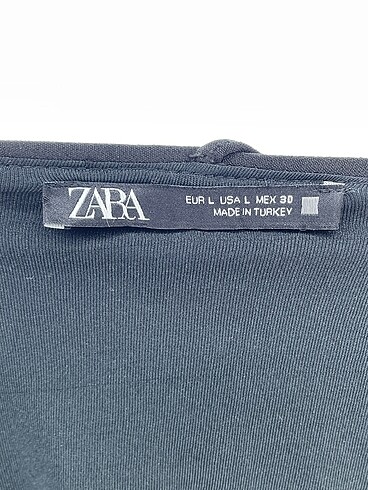 ZARA
EUR L USA L MEX 30
MADE IN TURKEY